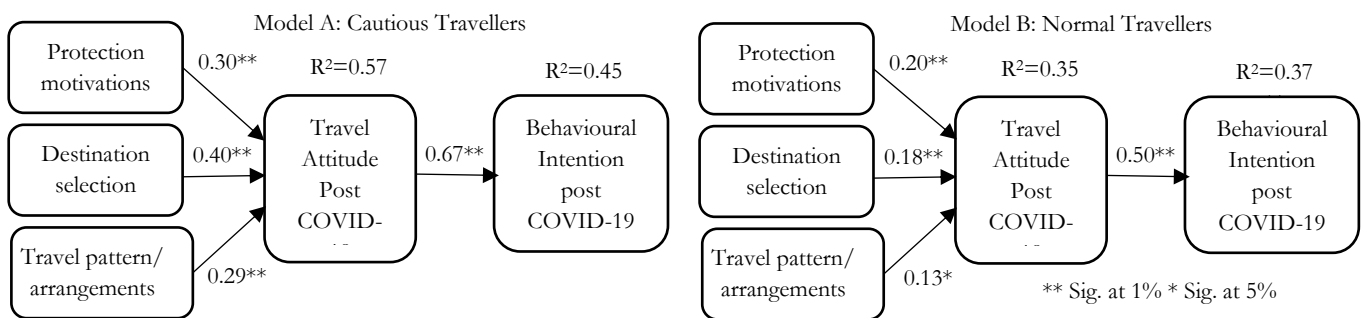 Model A: Cautious Travellers
Protection
motivations
Destination
selection
Travel pattern/
arrangements
0.30**
0.40**
0.29**
R²=0.57
Travel
Attitude
Post
COVID-
0.67**
R²=0.45
Behavioural
Intention
post
COVID-19
Model B: Normal Travellers
Protection
motivations
Destination
selection
Travel pattern/
arrangements
0.20**
0.18**
0.13*
R²=0.35
Travel
Attitude
Post
COVID-
0.50**
R²=0.37
Behavioural
Intention
post
COVID-19
** Sig. at 1% * Sig. at 5%